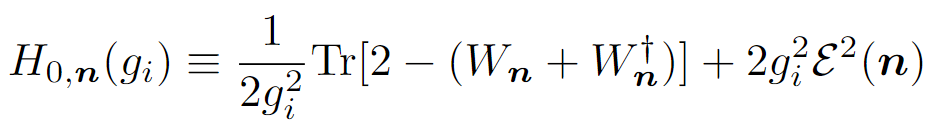 $H_{0,\boldsymbol{n}}(g_i) \equiv \frac{1}{2g_i^2} \mathrm{Tr}[2 - (W_{\boldsymbol{n}} + W_{\boldsymbol{n}}^{\dagger})] + 2g_i^2 \mathcal{E}^2(\boldsymbol{n})$